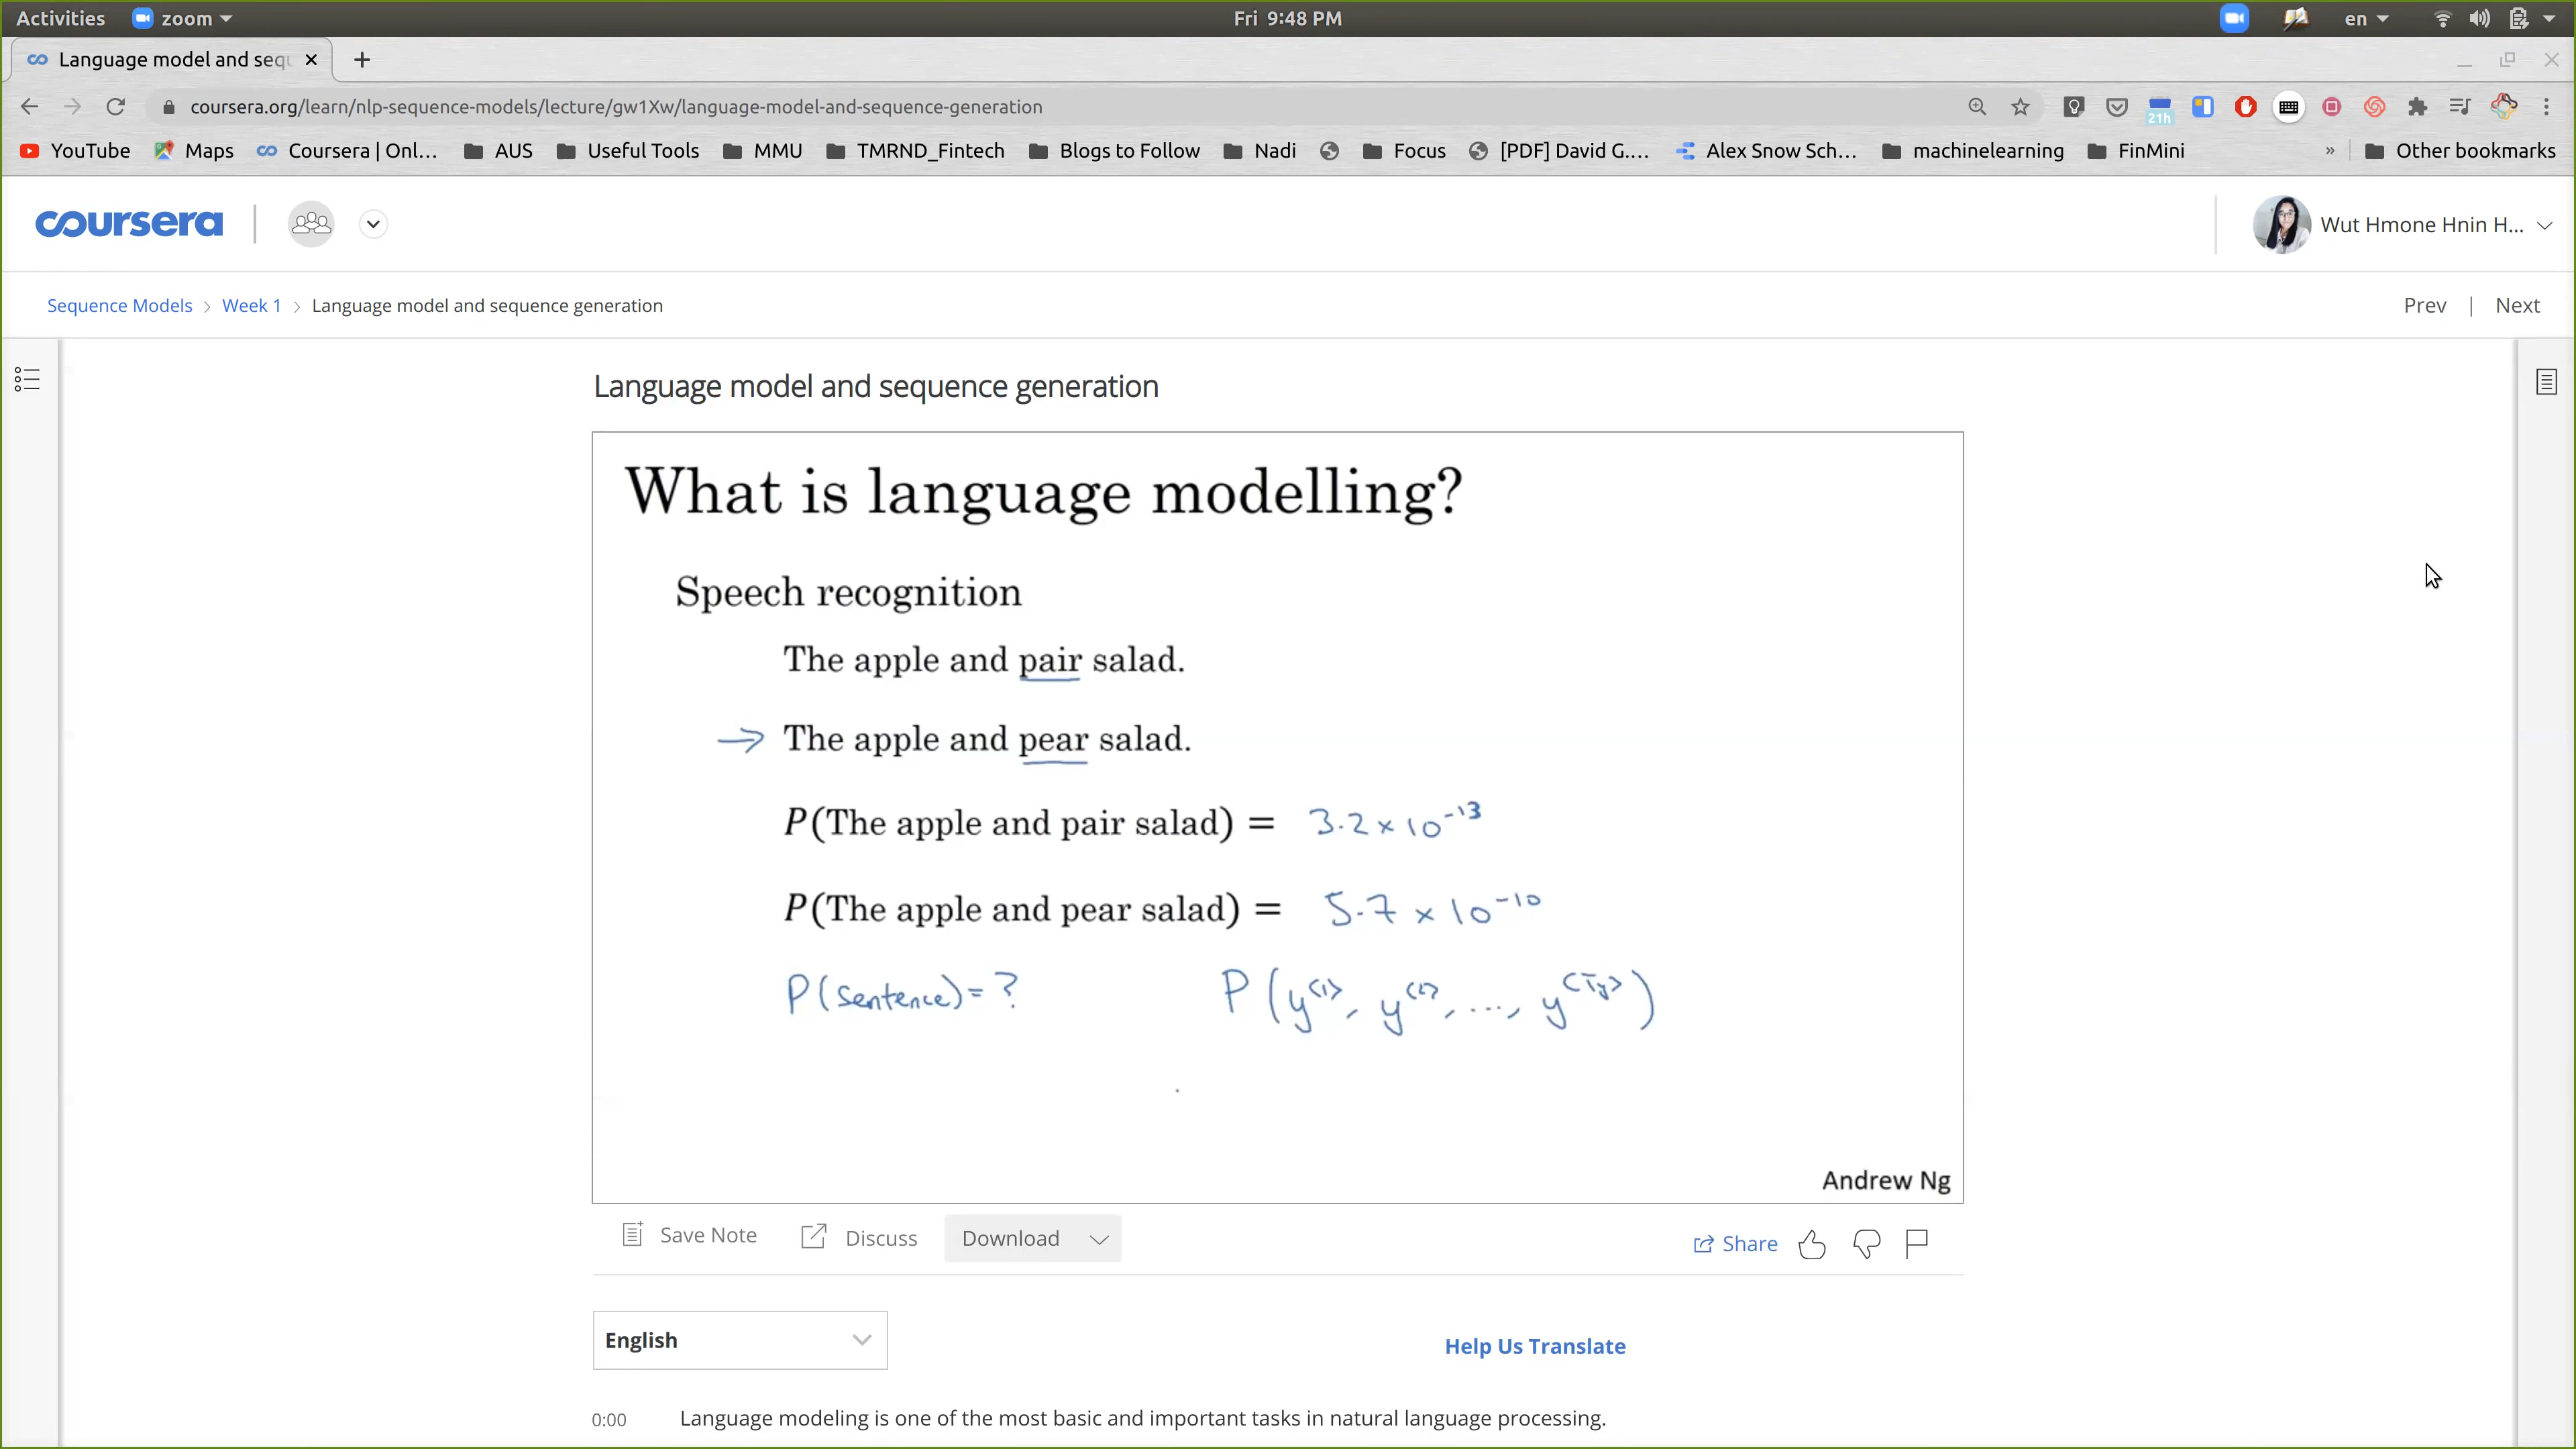 Activities zoom Fri 9:48 PM en
Language model and sequ
coursera.org/learn/nlp-sequence-models/lecture/gw1Xw/language-model-and-sequence-generation 21h
YouTube Maps Coursera | Onl... AUS Useful Tools MMU TMRND_Fintech Blogs to Follow Nadi Focus [PDF] David G.... Alex Snow Sch... machinelearning FinMini » Other bookmarks
coursera Wut Hmone Hnin H...
Sequence Models > Week 1 > Language model and sequence generation Prev | Next
Language model and sequence generation
What is language modelling?
Speech recognition
The apple and pair salad.
→ The apple and pear salad.
P(The apple and pair salad) = 3.2 × 10⁻¹³
P(The apple and pear salad) = 5.7 × 10⁻¹⁰
P(sentence) = ? P(y^<1>, y^<2>, ..., y^<Ty>)
Andrew Ng
Save Note Discuss Download Share
English Help Us Translate
0:00 Language modeling is one of the most basic and important tasks in natural language processing.